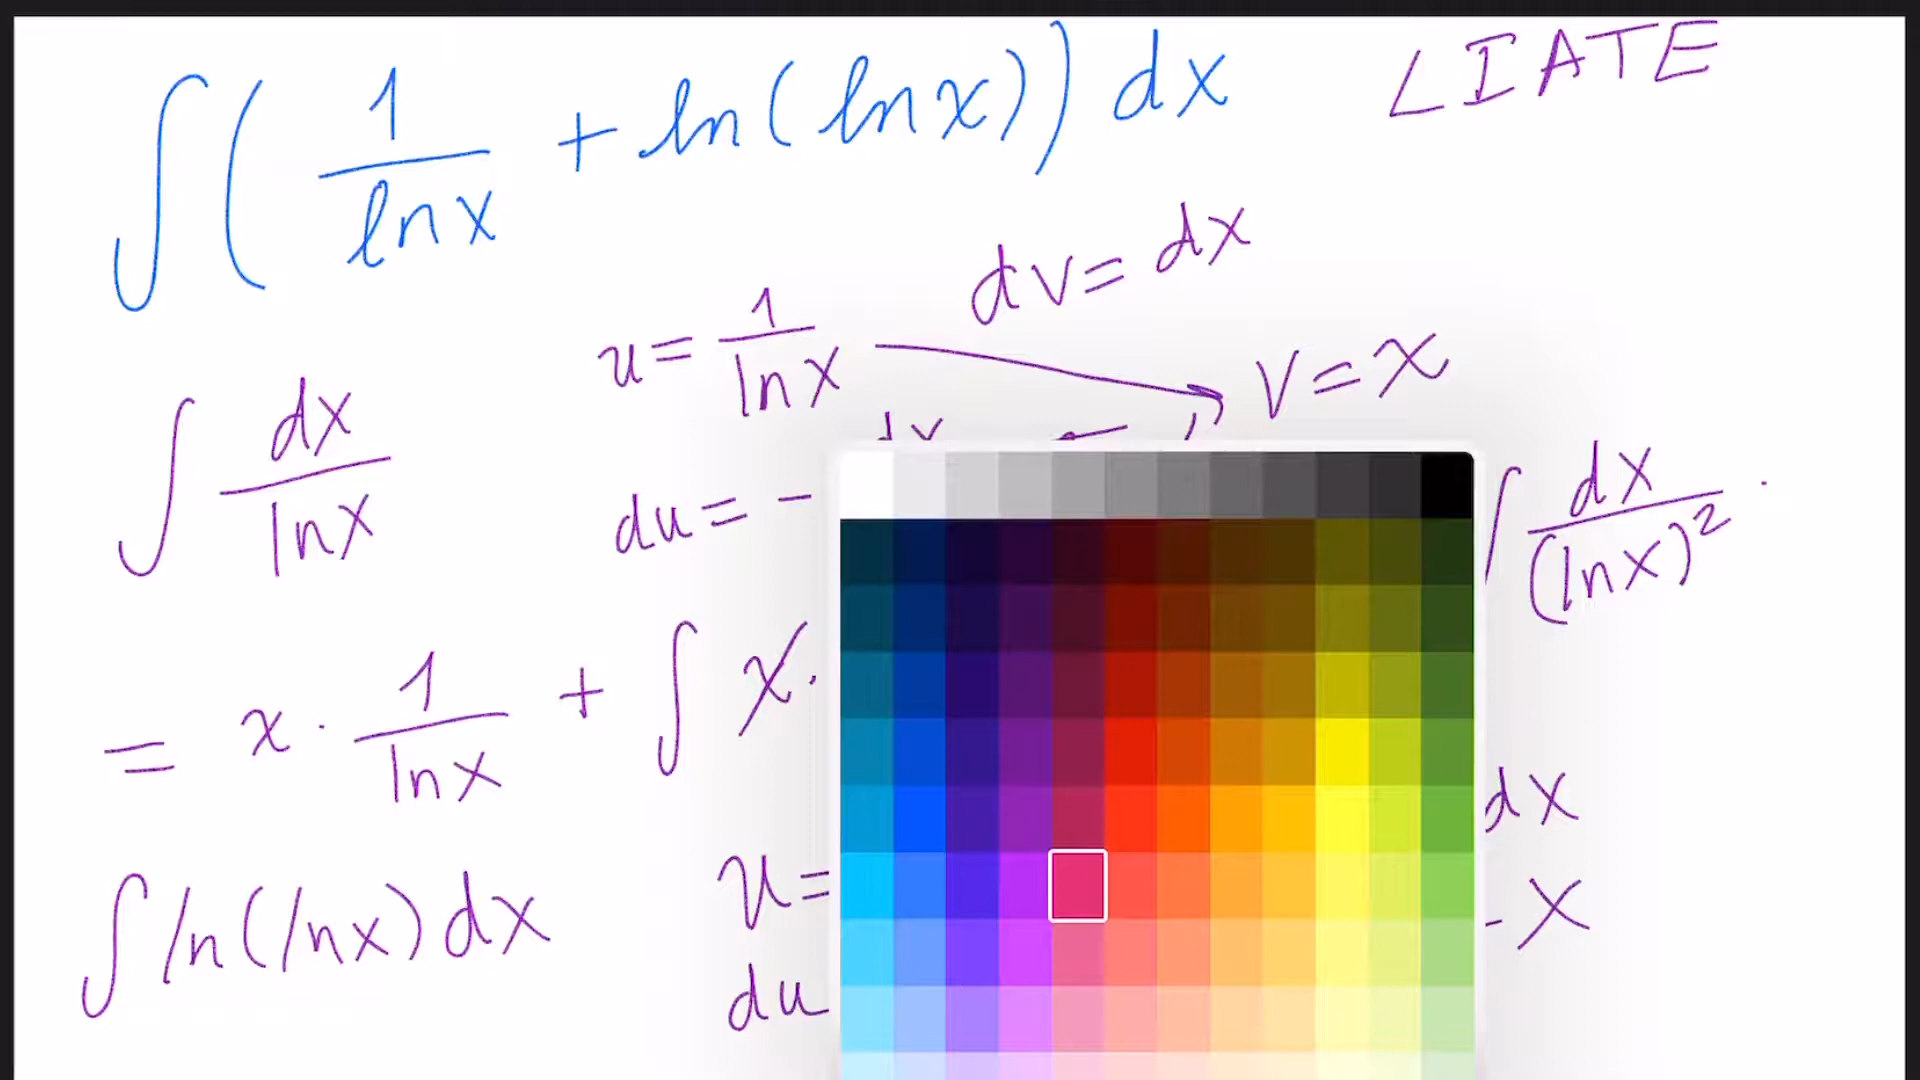 ∫ ( 1/lnx + ln(lnx)) dx LIATE
u = 1/lnx dv = dx
∫ dx/lnx v = x
du = - ∫ dx/(lnx)² .
= x · 1/lnx + ∫ x ·
dx
∫ ln(lnx) dx u = - x
du